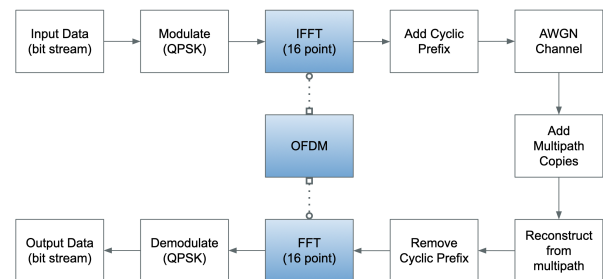 Input Data
(bit stream)
Modulate
(QPSK)
IFFT
(16 point)
Add Cyclic
Prefix
AWGN
Channel
OFDM
Add
Multipath
Copies
Output Data
(bit stream)
Demodulate
(QPSK)
FFT
(16 point)
Remove
Cyclic Prefix
Reconstruct
from
multipath